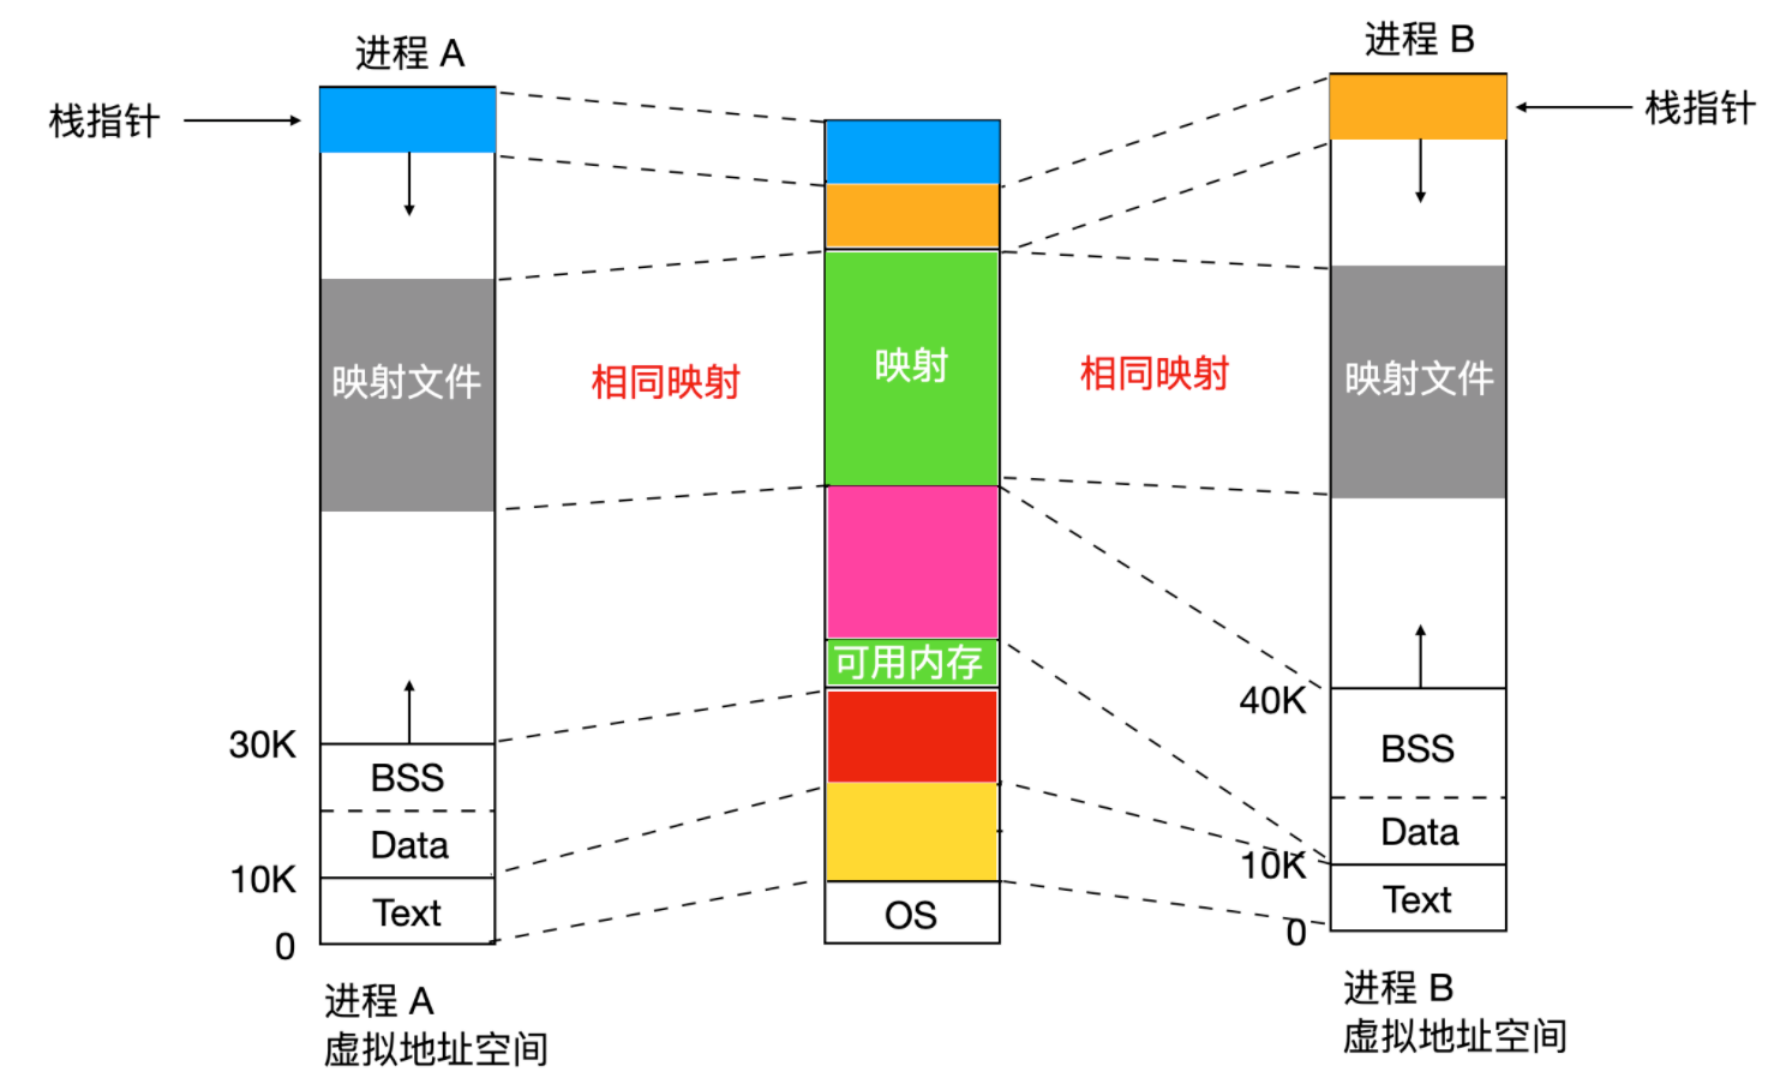 进程 A
进程 B
栈指针
栈指针
映射文件
相同映射
映射
相同映射
映射文件
可用内存
40K
30K
BSS
BSS
Data
Data
10K
10K
Text
Text
OS
0
0
进程 A
虚拟地址空间
进程 B
虚拟地址空间